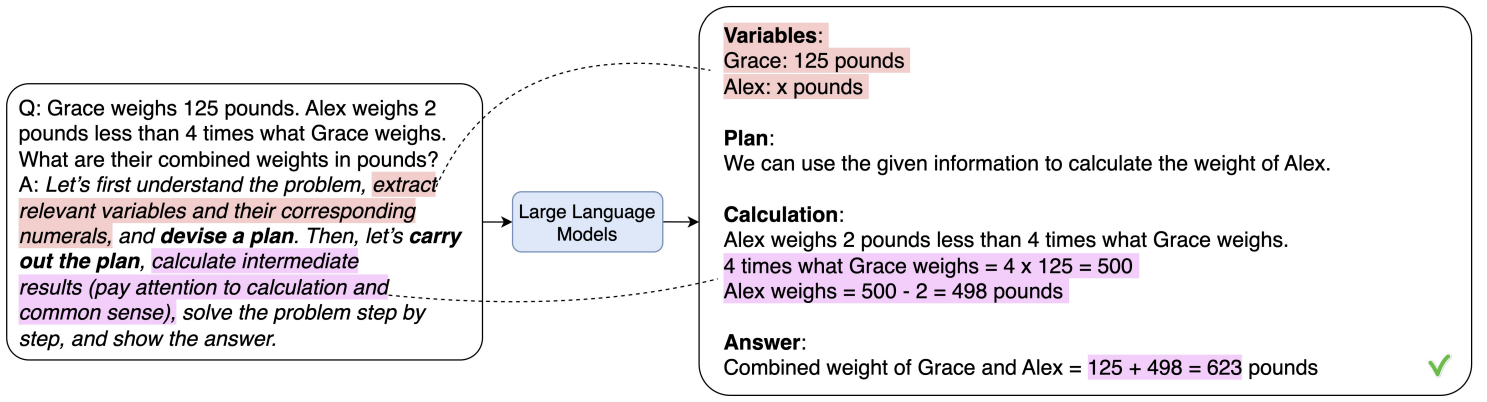 Q: Grace weighs 125 pounds. Alex weighs 2
pounds less than 4 times what Grace weighs.
What are their combined weights in pounds?
A: Let’s first understand the problem, extract
relevant variables and their corresponding
numerals, and devise a plan. Then, let’s carry
out the plan, calculate intermediate
results (pay attention to calculation and
common sense), solve the problem step by
step, and show the answer.
Large Language
Models
Variables:
Grace: 125 pounds
Alex: x pounds
Plan:
We can use the given information to calculate the weight of Alex.
Calculation:
Alex weighs 2 pounds less than 4 times what Grace weighs.
4 times what Grace weighs = 4 x 125 = 500
Alex weighs = 500 - 2 = 498 pounds
Answer:
Combined weight of Grace and Alex = 125 + 498 = 623 pounds